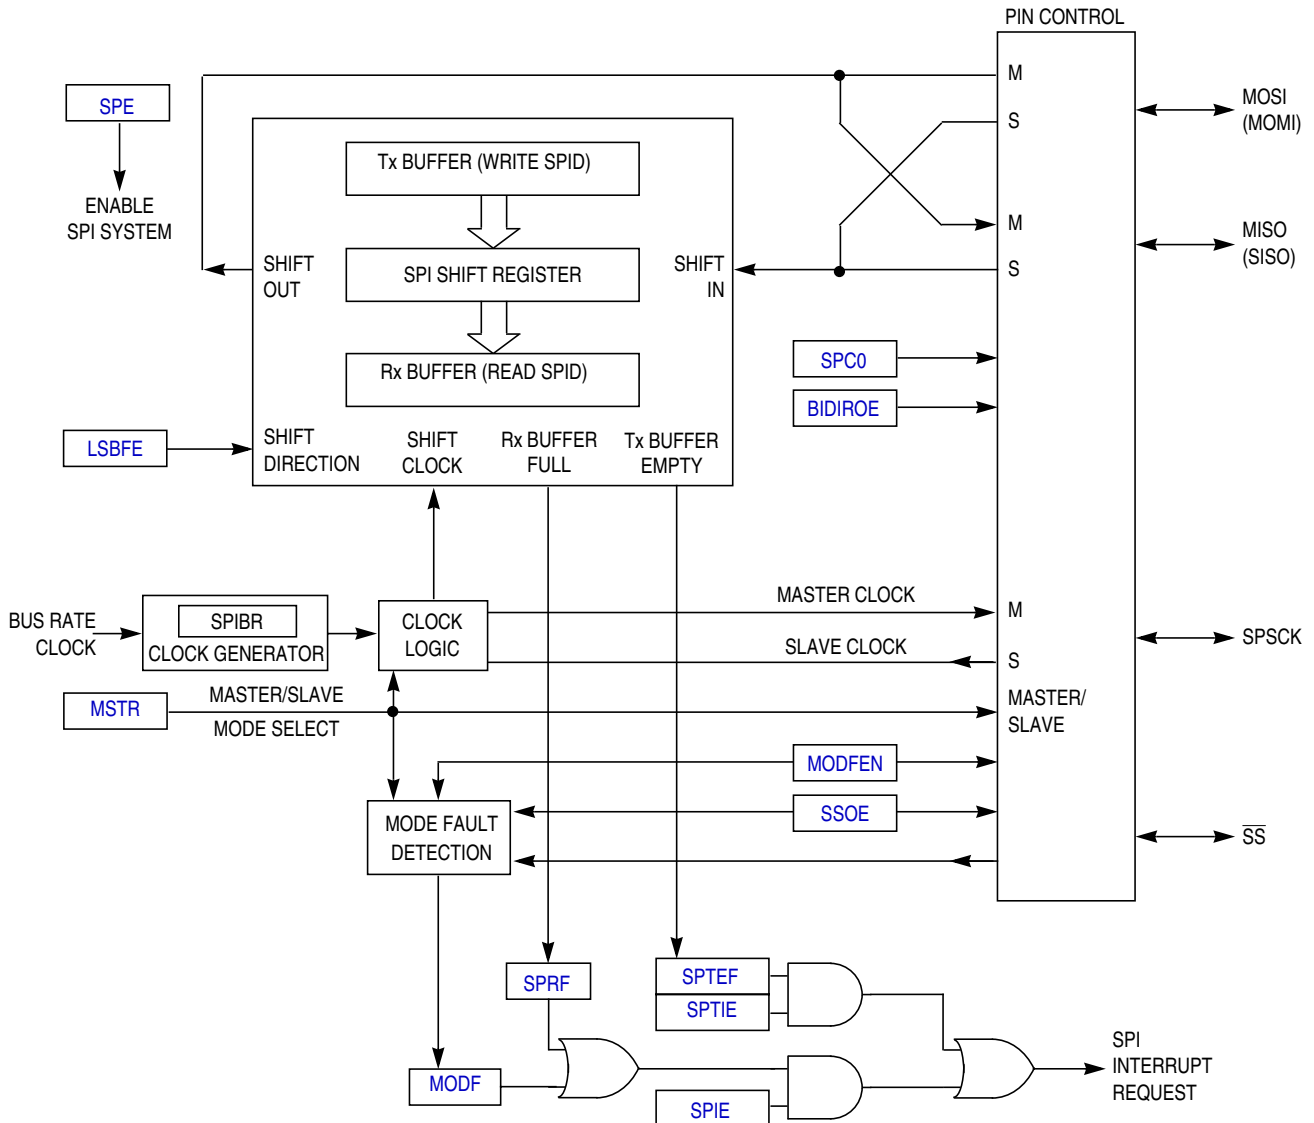 PIN CONTROL
M
SPE
MOSI
(MOMI)
S
Tx BUFFER (WRITE SPID)
ENABLE
SPI SYSTEM
M
MISO
(SISO)
SHIFT
OUT
SPI SHIFT REGISTER
SHIFT
IN
S
SPC0
Rx BUFFER (READ SPID)
BIDIROE
LSBFE
SHIFT
DIRECTION
SHIFT
CLOCK
Rx BUFFER
FULL
Tx BUFFER
EMPTY
MASTER CLOCK
M
BUS RATE
CLOCK
SPIBR
CLOCK GENERATOR
CLOCK
LOGIC
SLAVE CLOCK
S
SPSCK
MSTR
MASTER/SLAVE
MODE SELECT
MASTER/
SLAVE
MODFEN
MODE FAULT
DETECTION
SSOE
SS
SPRF
SPTEF
SPTIE
SPI
INTERRUPT
REQUEST
MODF
SPIE